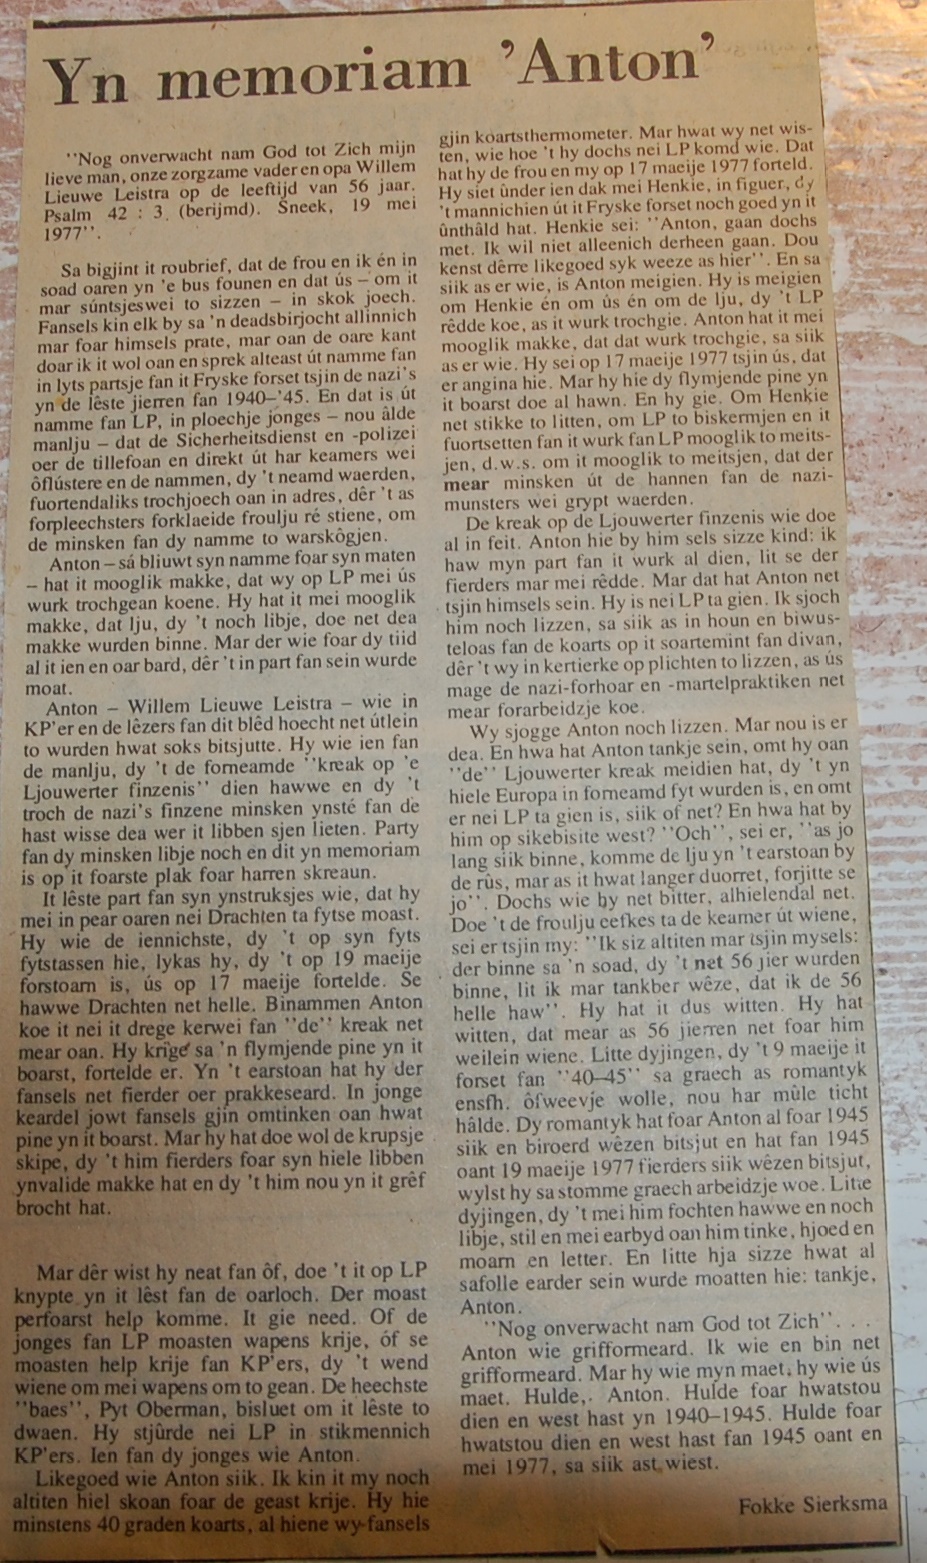 Yn memoriam 'Anton'
"Nog onverwacht nam God tot Zich mijn
lieve man, onze zorgzame vader en opa Willem
Lieuwe Leistra op de leeftijd van 56 jaar.
Psalm 42 : 3 (berijmd). Sneek, 19 mei
1977".
Sa bigjint it roubrief, dat de frou en ik én in
soad oaren yn 'e bus founen en dat ús – om it
mar súntsjeswei to sizzen – in skok joech.
Fansels kin elk by sa 'n deadsbirjocht allinnich
mar foar himsels prate, mar oan de oare kant
doar ik it wol oan en sprek alteast út namme fan
in lyts partsje fan it Fryske forset tsjin de nazi's
yn de lêste jierren fan 1940–'45. En dat is út
namme fan LP, in ploechje jonges – nou âlde
manlju – dat de Sicherheitsdienst en -polizei
oer de tillefoan en direkt út har keamers wei
ôflústere en de nammen, dy 't neamd waerden,
fuortendaliks trochjoech oan in adres, dêr 't as
forpleechsters forklaeide froulju ré stiene, om
de minsken fan dy namme to warskôgjen.
Anton – sá bliuwt syn namme foar syn maten
– hat it mooglik makke, dat wy op LP mei ús
wurk trochgean koene. Hy hat it mei mooglik
makke, dat lju, dy 't noch libje, doe net dea
makke wurden binne. Mar der wie foar dy tiid
al it ien en oar bard, dêr 't in part fan sein wurde
moat.
Anton – Willem Lieuwe Leistra – wie in
KP'er en de lêzers fan dit blêd hoecht net útlein
to wurden hwat soks bitsjutte. Hy wie ien fan
de manlju, dy 't de forneamde "kreak op 'e
Ljouwerter finzenis" dien hawwe en dy 't
troch de nazi's finzene minsken ynsté fan de
hast wisse dea wer it libben sjen lieten. Party
fan dy minsken libje noch en dit yn memoriam
is op it foarste plak foar harren skreaun.
It lêste part fan syn ynstruksjes wie, dat hy
mei in pear oaren nei Drachten ta fytse moast.
Hy wie de iennichste, dy 't op syn fyts
fytstassen hie, lykas hy, dy 't op 19 maeije
forstoarn is, ús op 17 maeije fortelde. Se
hawwe Drachten net helle. Binammen Anton
koe it nei it drege kerwei fan "de" kreak net
mear oan. Hy krige sa 'n flymjende pine yn it
boarst, fortelde er. Yn 't earstoan hat hy der
fansels net fierder oer prakkeseard. In jonge
keardel jowt fansels gjin omtinken oan hwat
pine yn it boarst. Mar hy hat doe wol de krupsje
skipe, dy 't him fierders foar syn hiele libben
ynvalide makke hat en dy 't him nou yn it grêf
brocht hat.
Mar dêr wist hy neat fan ôf, doe 't it op LP
knypte yn it lêst fan de oarloch. Der moast
perfoarst help komme. It gie need. Of de
jonges fan LP moasten wapens krije, óf se
moasten help krije fan KP'ers, dy 't wend
wiene om mei wapens om to gean. De heechste
"baes", Pyt Oberman, bisluet om it lêste to
dwaen. Hy stjûrde nei LP in stikmennich
KP'ers. Ien fan dy jonges wie Anton.
Likegoed wie Anton siik. Ik kin it my noch
altiten hiel skoan foar de geast krije. Hy hie
minstens 40 graden koarts, al hiene wy fansels
gjin koartsthermometer. Mar hwat wy net wis-
ten, wie hoe 't hy dochs nei LP komd wie. Dat
hat hy de frou en my op 17 maeije 1977 forteld.
Hy siet ûnder ien dak mei Henkie, in figuer, dy
't mannichien út it Fryske forset noch goed yn it
ûnthâld hat. Henkie sei: "Anton, gaan dochs
met. Ik wil niet alleenich derheen gaan. Dou
kenst dêrre likegoed syk weeze as hier". En sa
siik as er wie, is Anton meigien. Hy is meigien
om Henkie én om ús én om de lju, dy 't LP
rêdde koe, as it wurk trochgie. Anton hat it mei
mooglik makke, dat dat wurk trochgie, sa siik
as er wie. Hy sei op 17 maeije 1977 tsjin ús, dat
er angina hie. Mar hy hie dy flymjende pine yn
it boarst doe al hawn. En hy gie. Om Henkie
net stikke to litten, om LP to biskermjen en it
fuortsetten fan it wurk fan LP mooglik to meits-
jen, d.w.s. om it mooglik to meitsjen, dat der
mear minsken út de hannen fan de nazi-
munsters wei grypt waerden.
De kreak op de Ljouwerter finzenis wie doe
al in feit. Anton hie by him sels sizze kind: ik
haw myn part fan it wurk al dien, lit se der
fierders mar mei rêdde. Mar dat hat Anton net
tsjin himsels sein. Hy is nei LP ta gien. Ik sjoch
him noch lizzen, sa siik as in houn en biwus-
teloas fan de koarts op it soartemint fan divan,
dêr 't wy in kertierke op plichten to lizzen, as ús
mage de nazi-forhoar en -martelpraktiken net
mear forarbeidzje koe.
Wy sjogge Anton noch lizzen. Mar nou is er
dea. En hwa hat Anton tankje sein, omt hy oan
"de" Ljouwerter kreak meidien hat, dy 't yn
hiele Europa in forneamd fyt wurden is, en omt
er nei LP ta gien is, siik of net? En hwa hat by
him op sikebisite west? "Och", sei er, "as jo
lang siik binne, komme de lju yn 't earstoan by
de rûs, mar as it hwat langer duorret, forjitte se
jo". Dochs wie hy net bitter, alhielendal net.
Doe 't de froulju eefkes ta de keamer út wiene,
sei er tsjin my: "Ik siz altiten mar tsjin mysels:
der binne sa 'n soad, dy 't net 56 jier wurden
binne, lit ik mar tankber wêze, dat ik de 56
helle haw". Hy hat it dus witten. Hy hat
witten, dat mear as 56 jierren net foar him
weilein wiene. Litte dyjingen, dy 't 9 maeije it
forset fan "40–45" sa graech as romantyk
ensfh. ôfweevje wolle, nou har mûle ticht
hâlde. Dy romantyk hat foar Anton al foar 1945
siik en biroerd wêzen bitsjut en hat fan 1945
oant 19 maeije 1977 fierders siik wêzen bitsjut,
wylst hy sa stomme graech arbeidzje woe. Litte
dyjingen, dy 't mei him fochten hawwe en noch
libje, stil en mei earbyd oan him tinke, hjoed en
moarn en letter. En litte hja sizze hwat al
safolle earder sein wurde moatten hie: tankje,
Anton.
"Nog onverwacht nam God tot Zich". . . .
Anton wie grifformeard. Ik wie en bin net
grifformeard. Mar hy wie myn maet, hy wie ús
maet. Hulde,. Anton. Hulde foar hwatstou
dien en west hast yn 1940–1945. Hulde foar
hwatstou dien en west hast fan 1945 oant en
mei 1977, sa siik ast wiest.
Fokke Sierksma